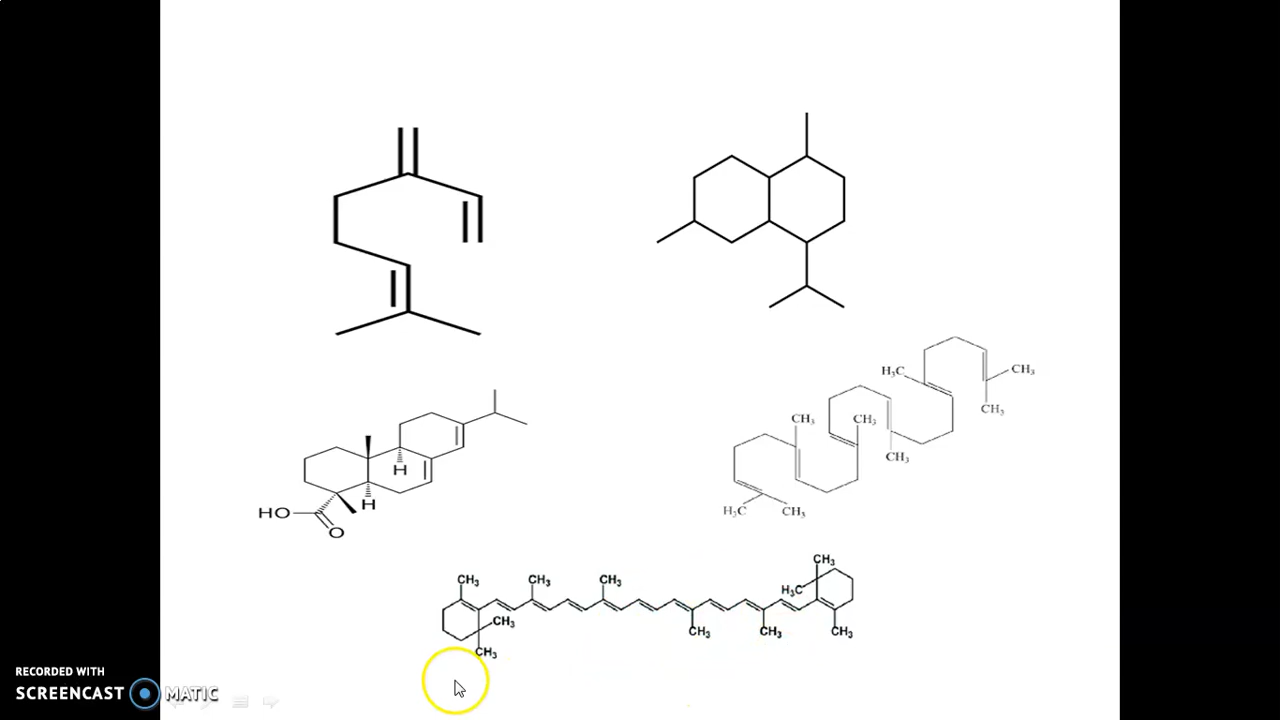 H₃C
CH₃
CH₃
CH₃
CH₃
CH₃
H₃C
CH₃
H
H
HO
O
CH₃
CH₃
CH₃
CH₃
H₃C
CH₃
CH₃
CH₃
CH₃
CH₃
RECORDED WITH
SCREENCAST MATIC